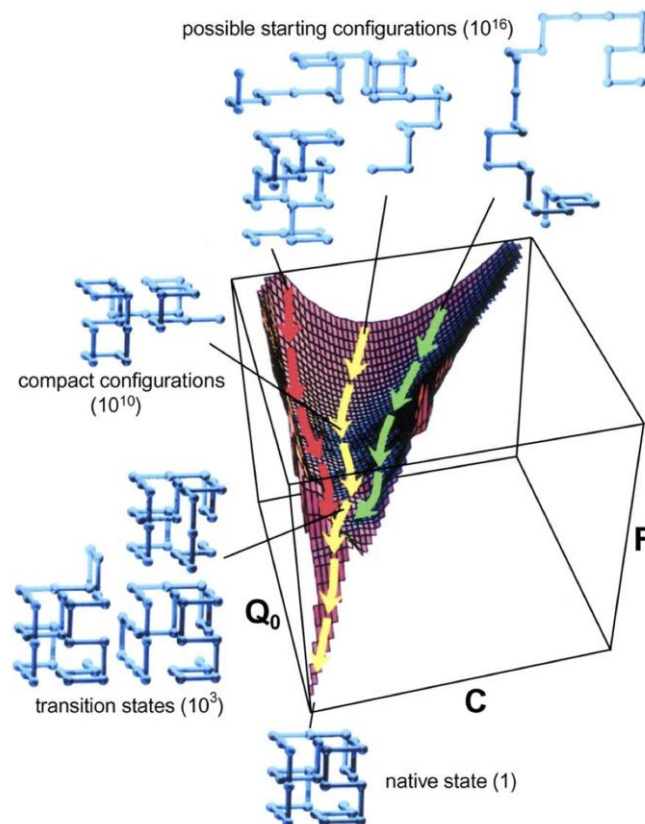 possible starting configurations (10¹⁶)
compact configurations
(10¹⁰)
F
Q₀
transition states (10³)
C
native state (1)